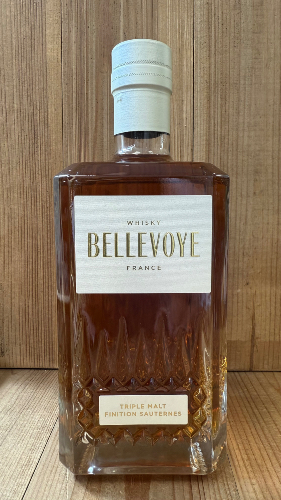 WHISKY
BELLEVOYE
FRANCE
TRIPLE MALT
FINITION SAUTERNES